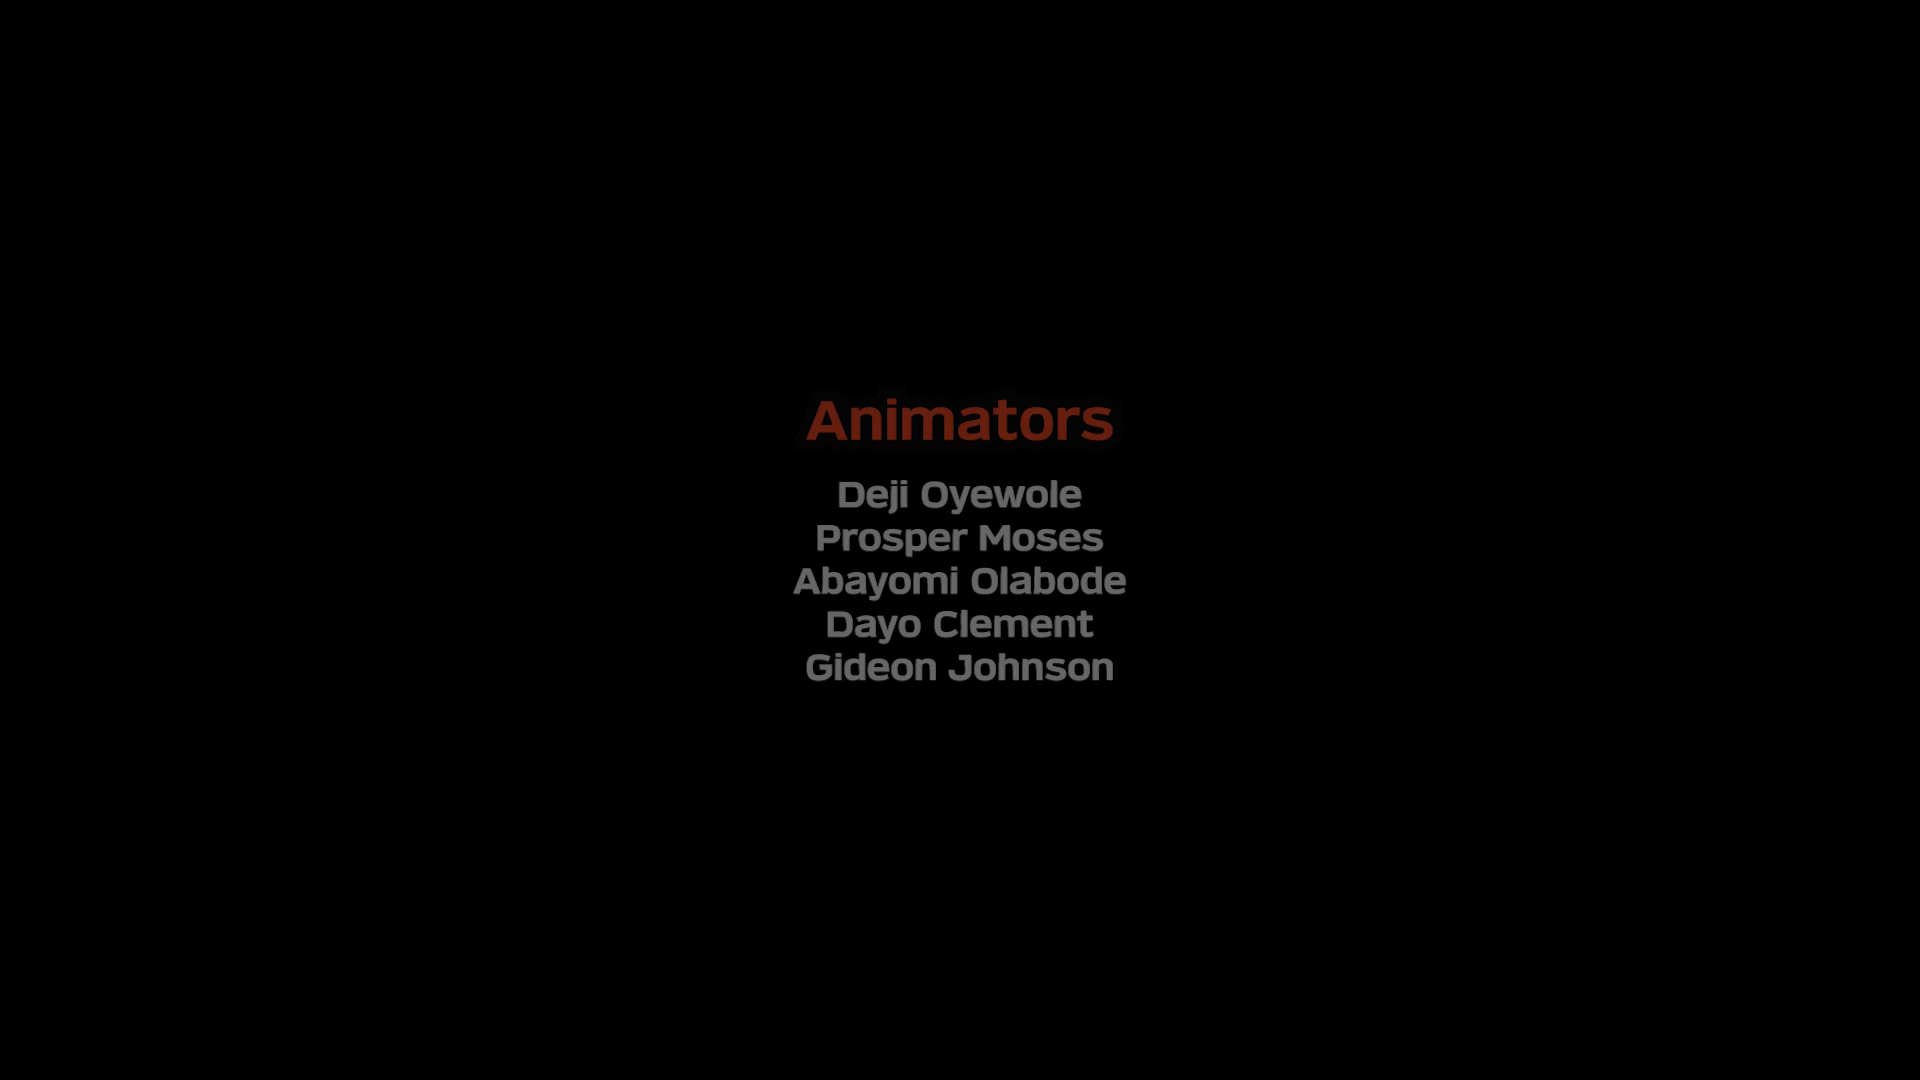 Animators
Deji Oyewole
Prosper Moses
Abayomi Olabode
Dayo Clement
Gideon Johnson